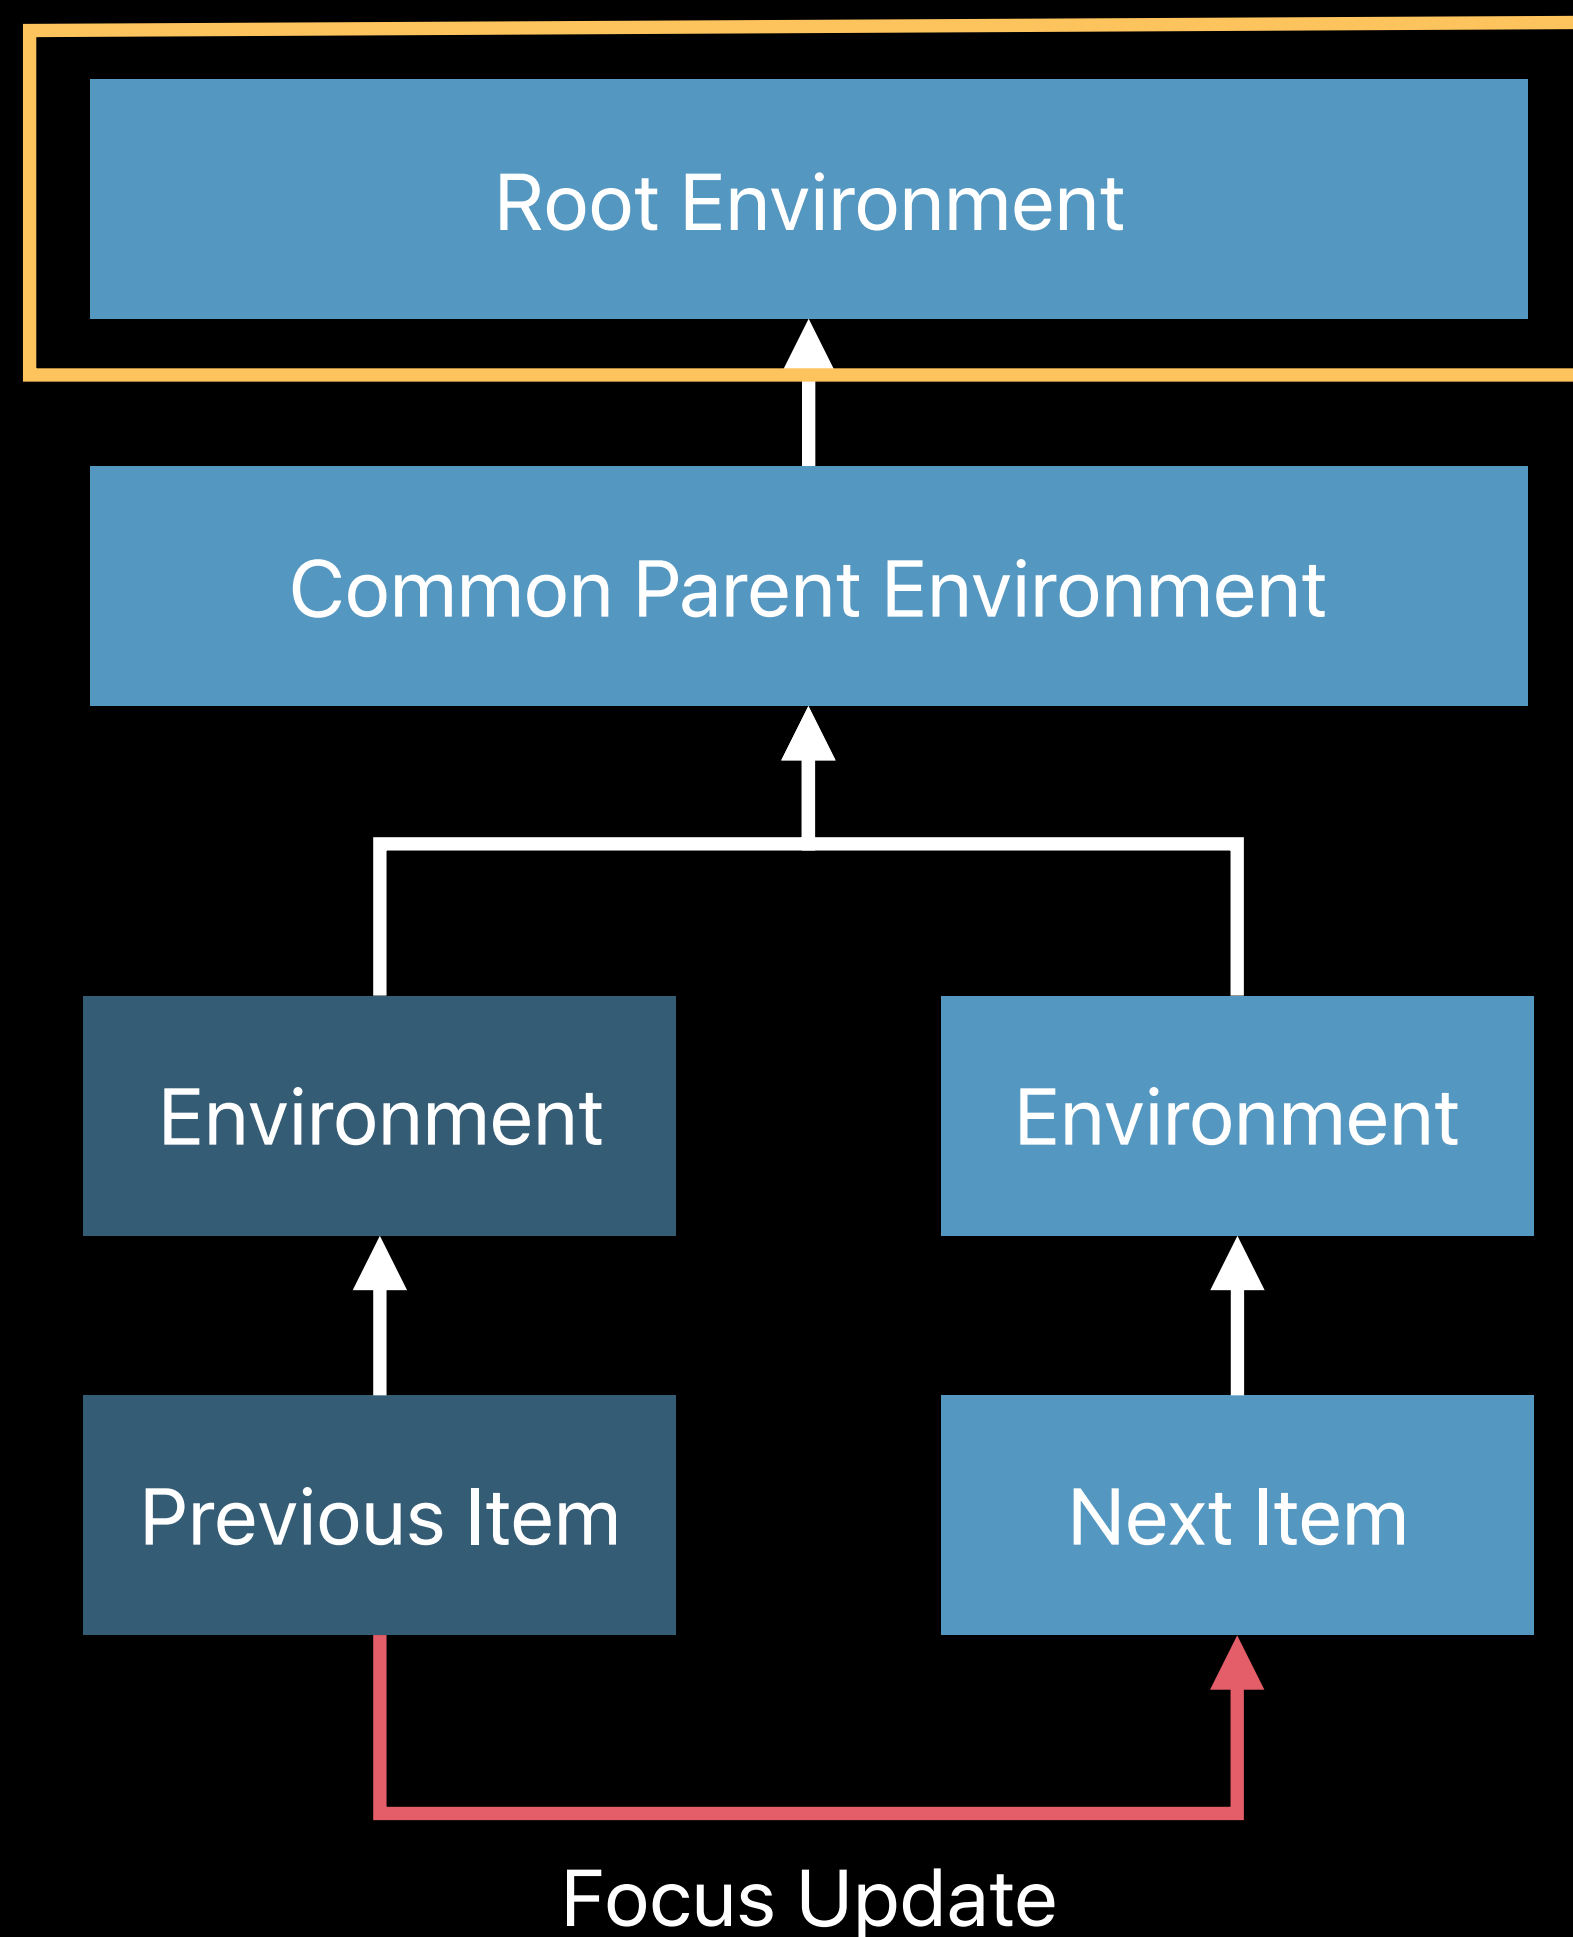 Root Environment
Common Parent Environment
Environment
Environment
Previous Item
Next Item
Focus Update